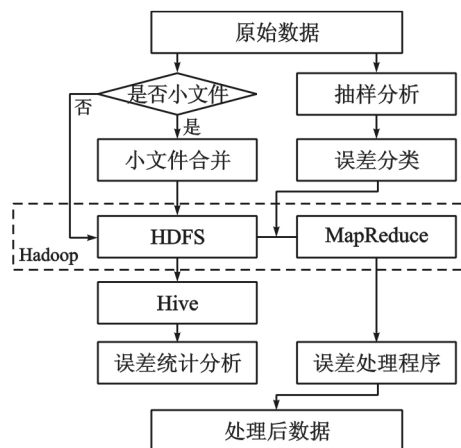 原始数据
是否小文件
抽样分析
否
是
小文件合并
误差分类
HDFS
MapReduce
Hadoop
Hive
误差统计分析
误差处理程序
处理后数据